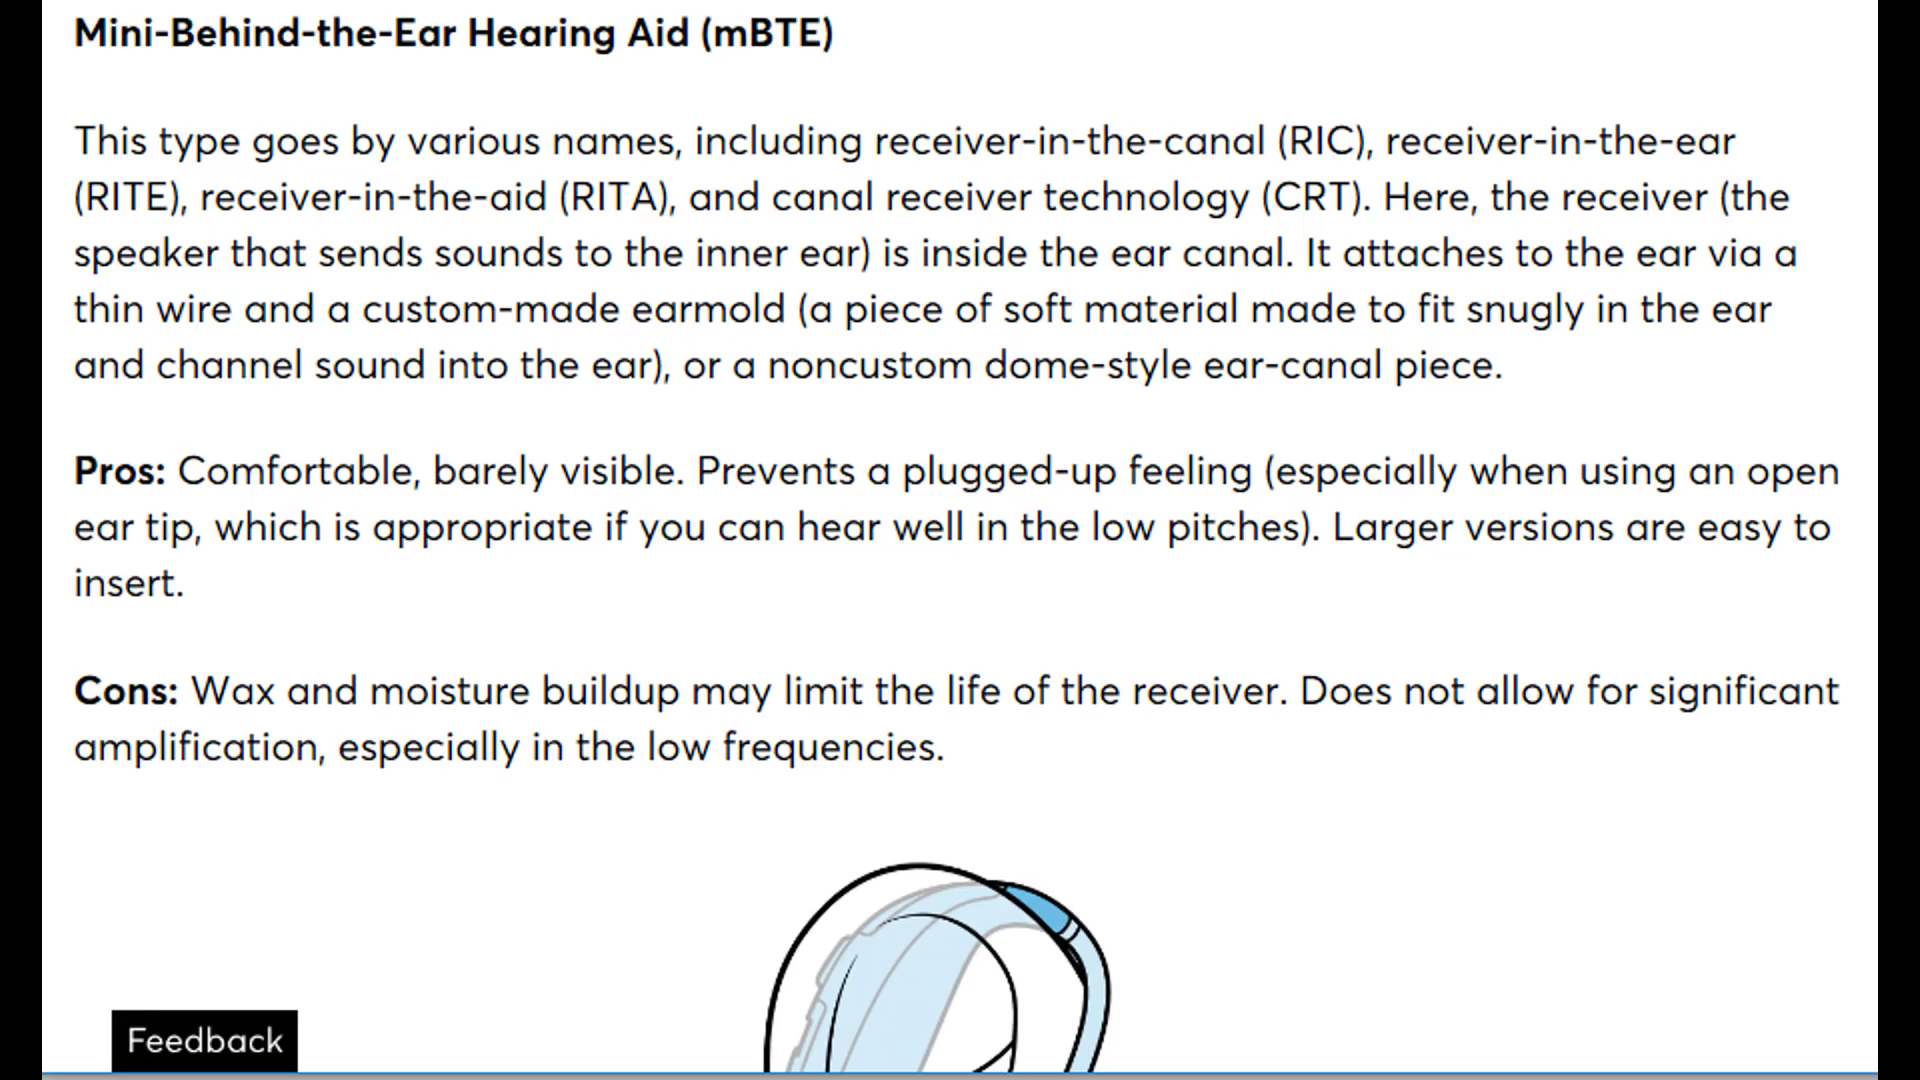 Mini-Behind-the-Ear Hearing Aid (mBTE)
This type goes by various names, including receiver-in-the-canal (RIC), receiver-in-the-ear
(RITE), receiver-in-the-aid (RITA), and canal receiver technology (CRT). Here, the receiver (the
speaker that sends sounds to the inner ear) is inside the ear canal. It attaches to the ear via a
thin wire and a custom-made earmold (a piece of soft material made to fit snugly in the ear
and channel sound into the ear), or a noncustom dome-style ear-canal piece.
Pros: Comfortable, barely visible. Prevents a plugged-up feeling (especially when using an open
ear tip, which is appropriate if you can hear well in the low pitches). Larger versions are easy to
insert.
Cons: Wax and moisture buildup may limit the life of the receiver. Does not allow for significant
amplification, especially in the low frequencies.
Feedback